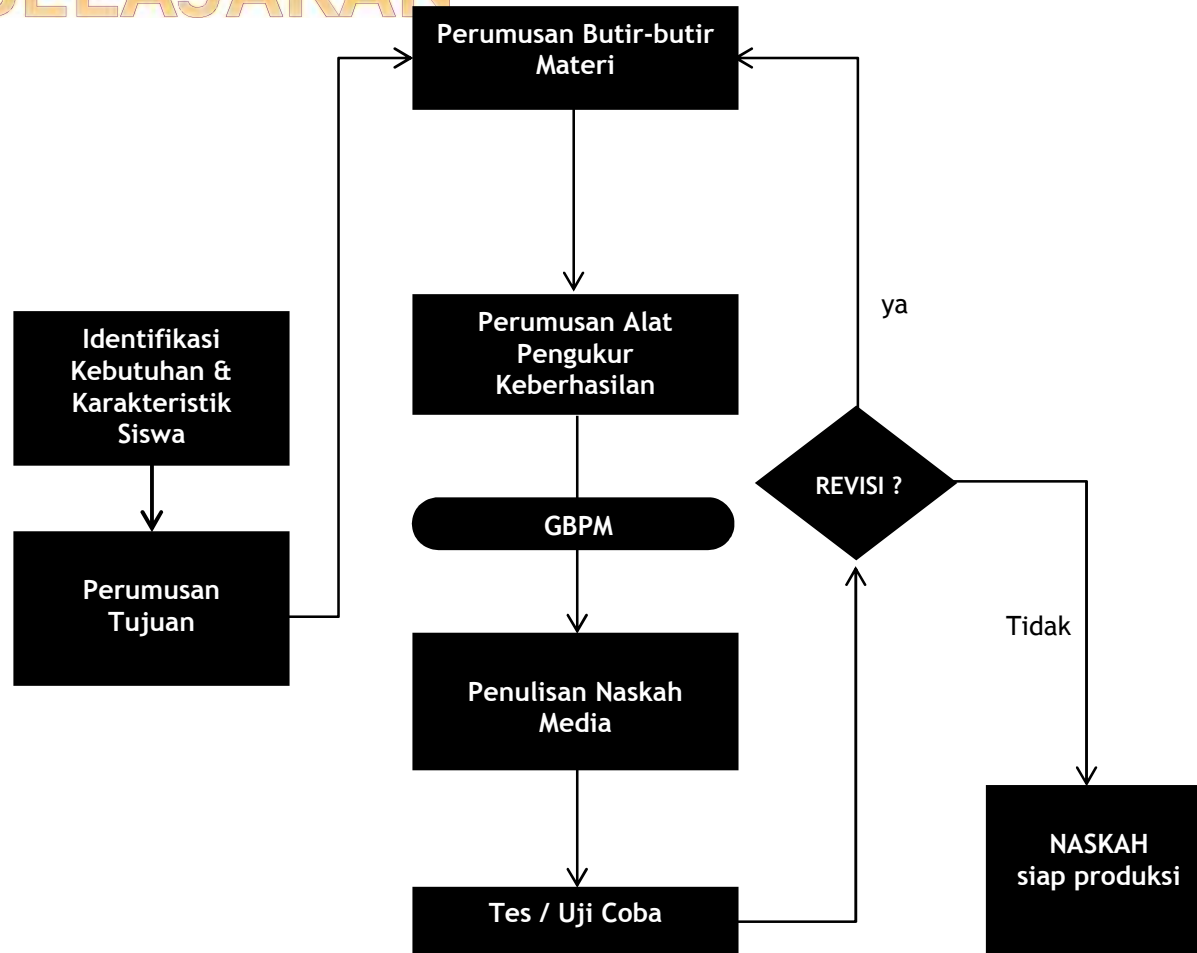 Perumusan Butir-butir
Materi
Identifikasi
Kebutuhan &
Karakteristik
Siswa
Perumusan
Tujuan
Perumusan Alat
Pengukur
Keberhasilan
GBPM
Penulisan Naskah
Media
Tes / Uji Coba
REVISI ?
ya
Tidak
NASKAH
siap produksi